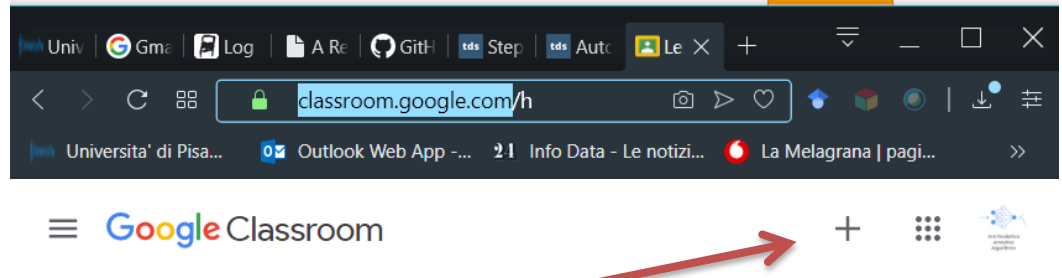 Univ Gma Log A Re GitH tds Step tds Autc Le
classroom.google.com/h
Universita' di Pisa... Outlook Web App -... 24 Info Data - Le notizi... La Melagrana | pagi...
Google Classroom